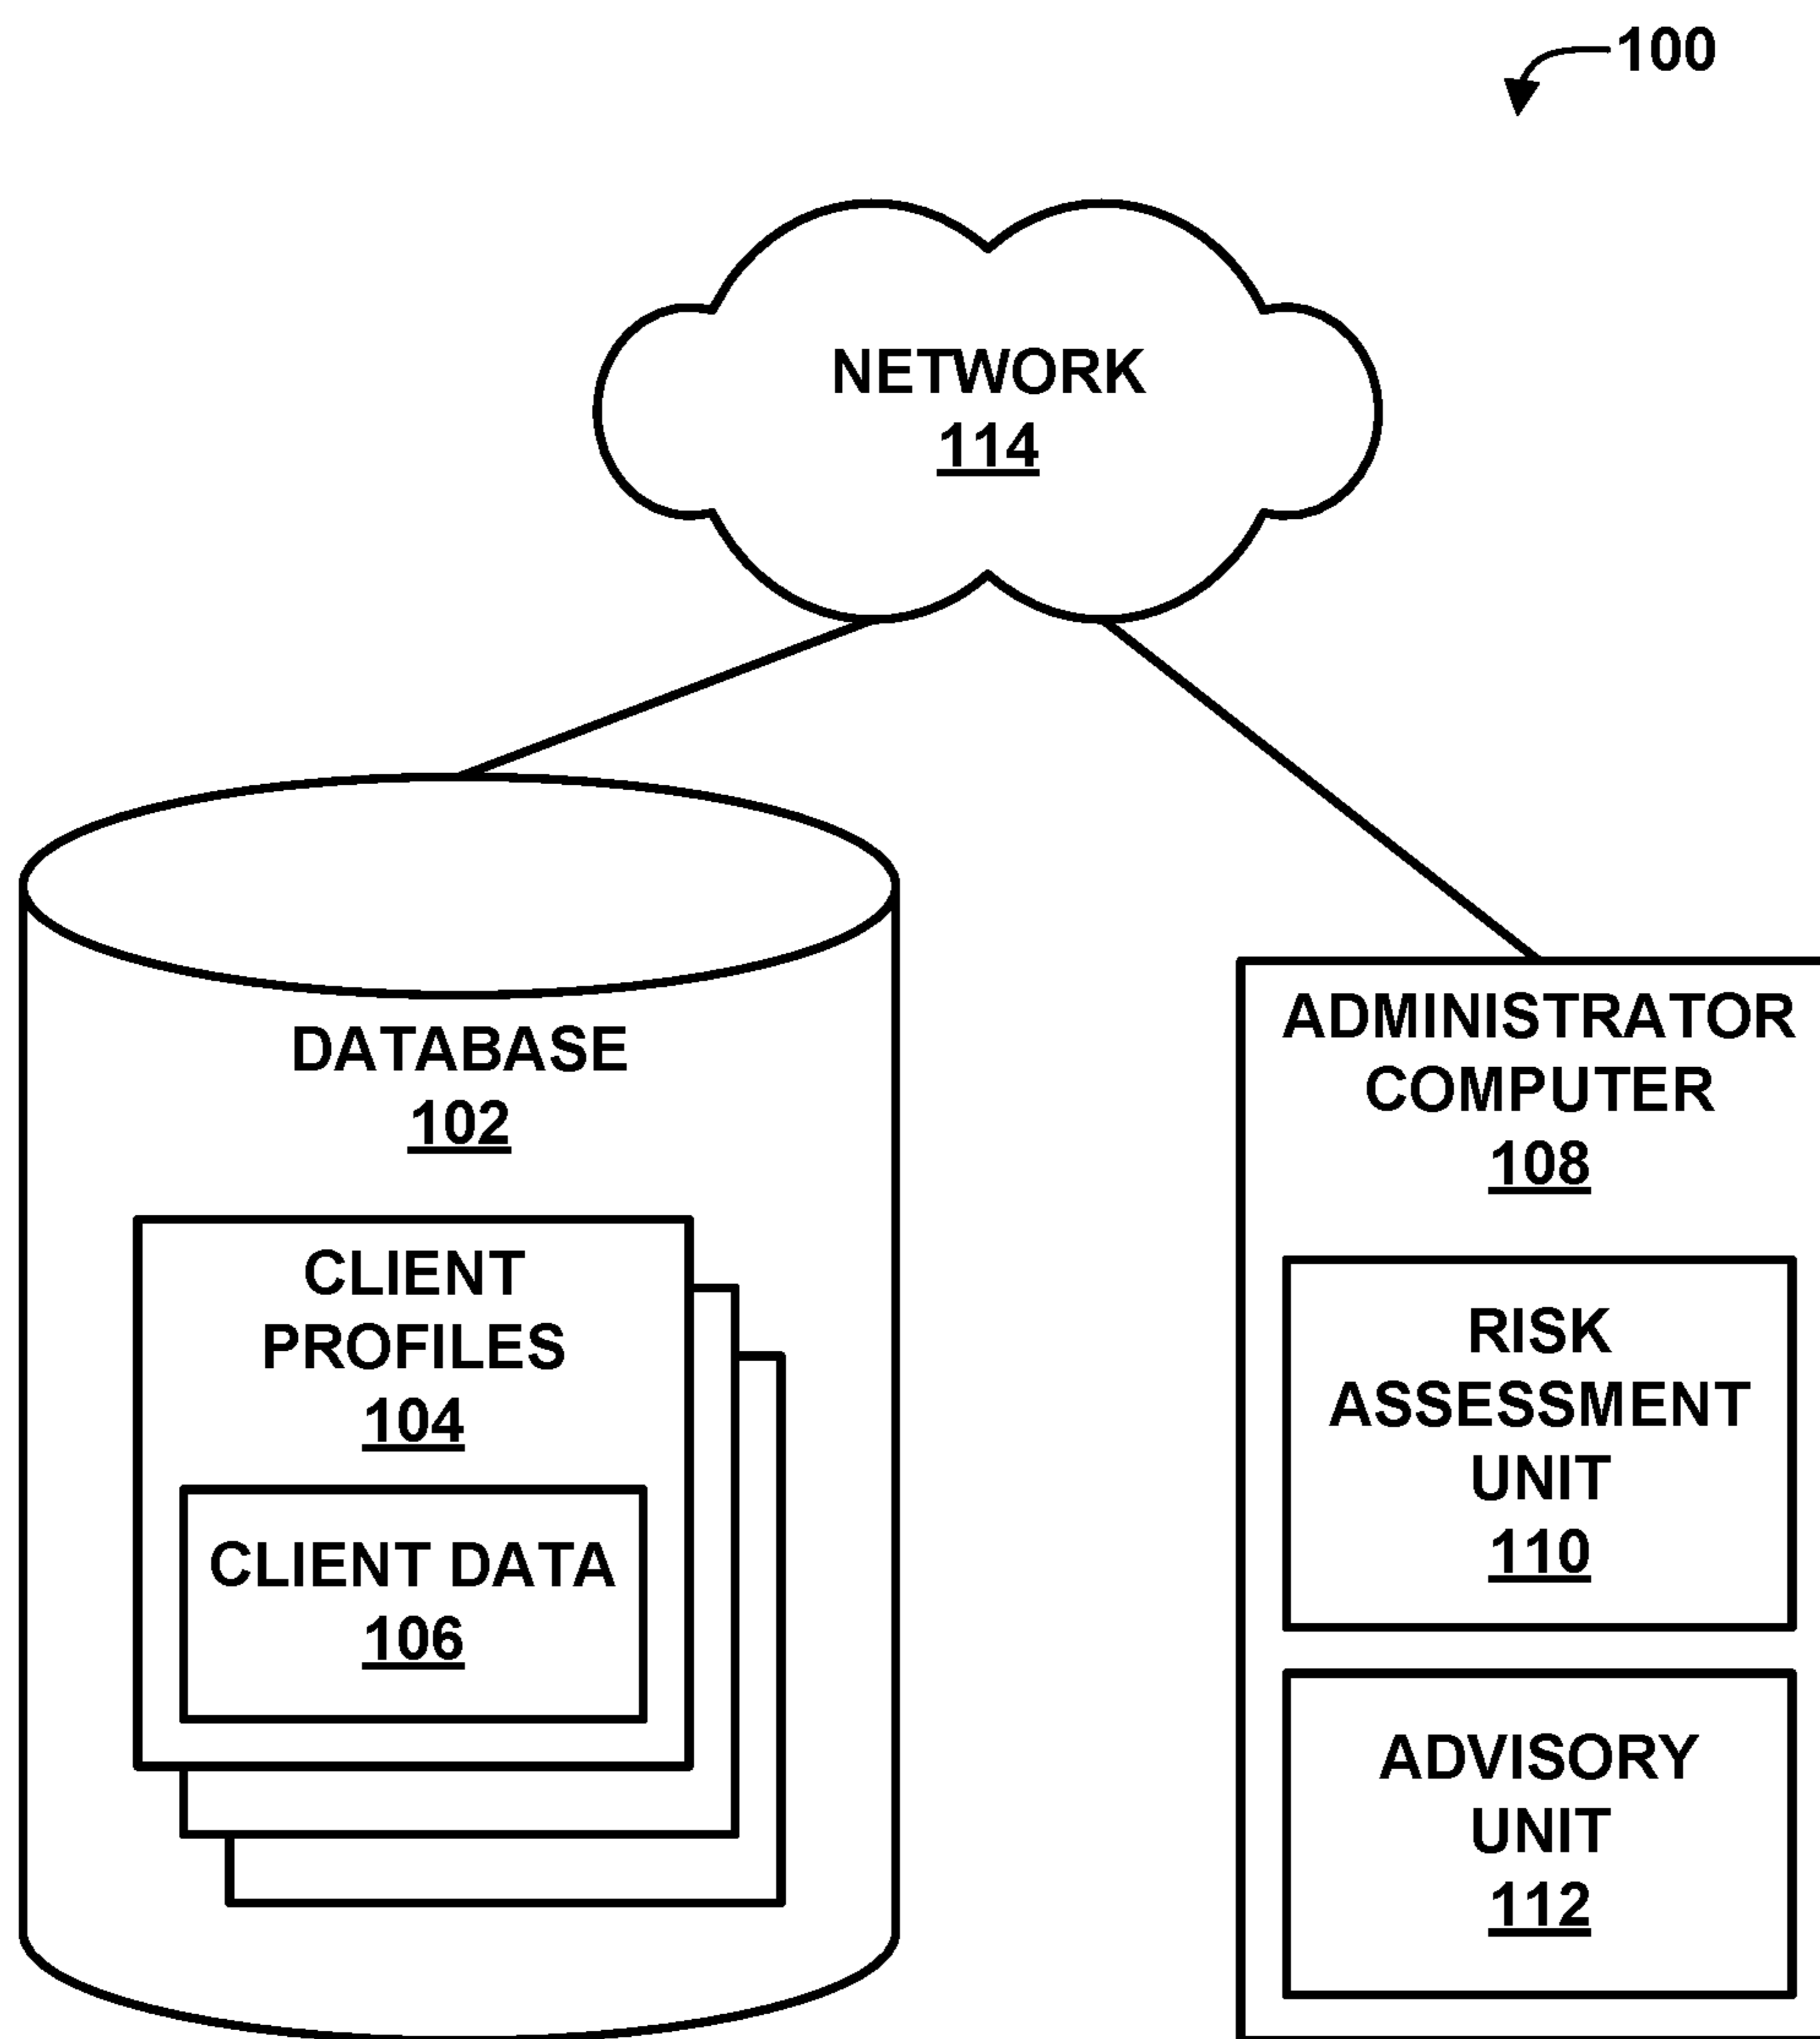 100
NETWORK
114
DATABASE
102
CLIENT
PROFILES
104
CLIENT DATA
106
ADMINISTRATOR
COMPUTER
108
RISK
ASSESSMENT
UNIT
110
ADVISORY
UNIT
112